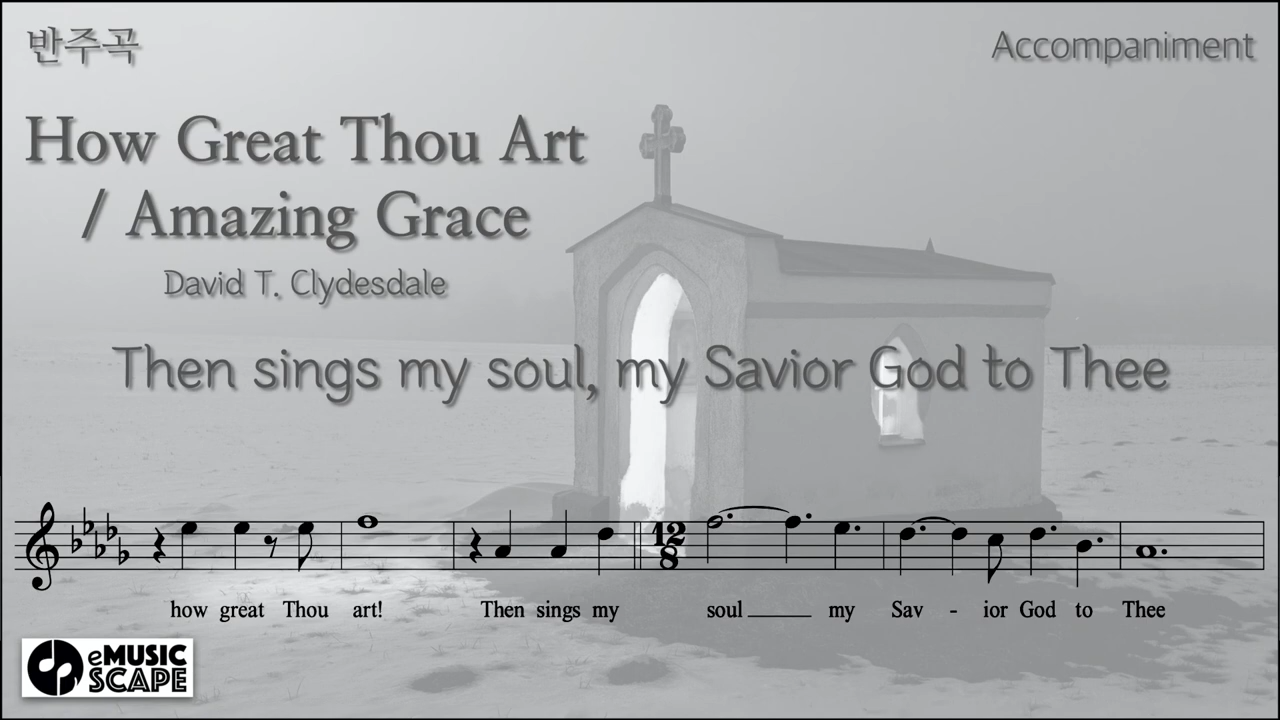 반주곡
Accompaniment
How Great Thou Art
/ Amazing Grace
David T. Clydesdale
Then sings my soul, my Savior God to Thee
12
8
how great Thou art! Then sings my soul my Sav - ior God to Thee
eMUSIC
SCAPE